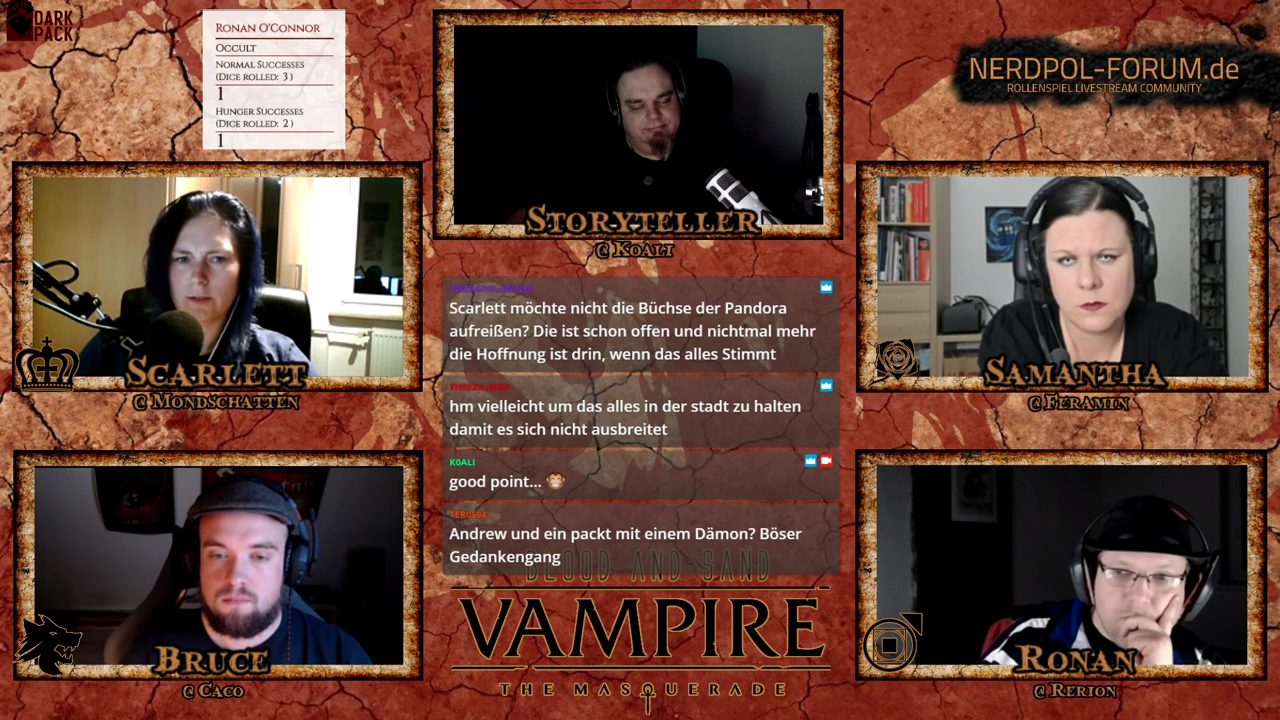 DARK
PACK
Ronan O'Connor
Occult
Normal Successes
(Dice rolled: 3)
1
Hunger Successes
(Dice rolled: 2)
1
NERDPOL-FORUM.de
ROLLENSPIEL LIVESTREAM COMMUNITY
Storyteller
@ Koali
Scarlett
@ Mondschatten
Samantha
@ Feramin
Scarlett möchte nicht die Büchse der Pandora
aufreißen? Die ist schon offen und nichtmal mehr
die Hoffnung ist drin, wenn das alles Stimmt
hm vielleicht um das alles in der stadt zu halten
damit es sich nicht ausbreitet
K0ALI
good point...
TERO594
Andrew und ein packt mit einem Dämon? Böser
Gedankengang
BLOOD AND SAND
VAMPIRE
THE MASQUERADE
Bruce
@ Caco
Ronan
@ Rerion